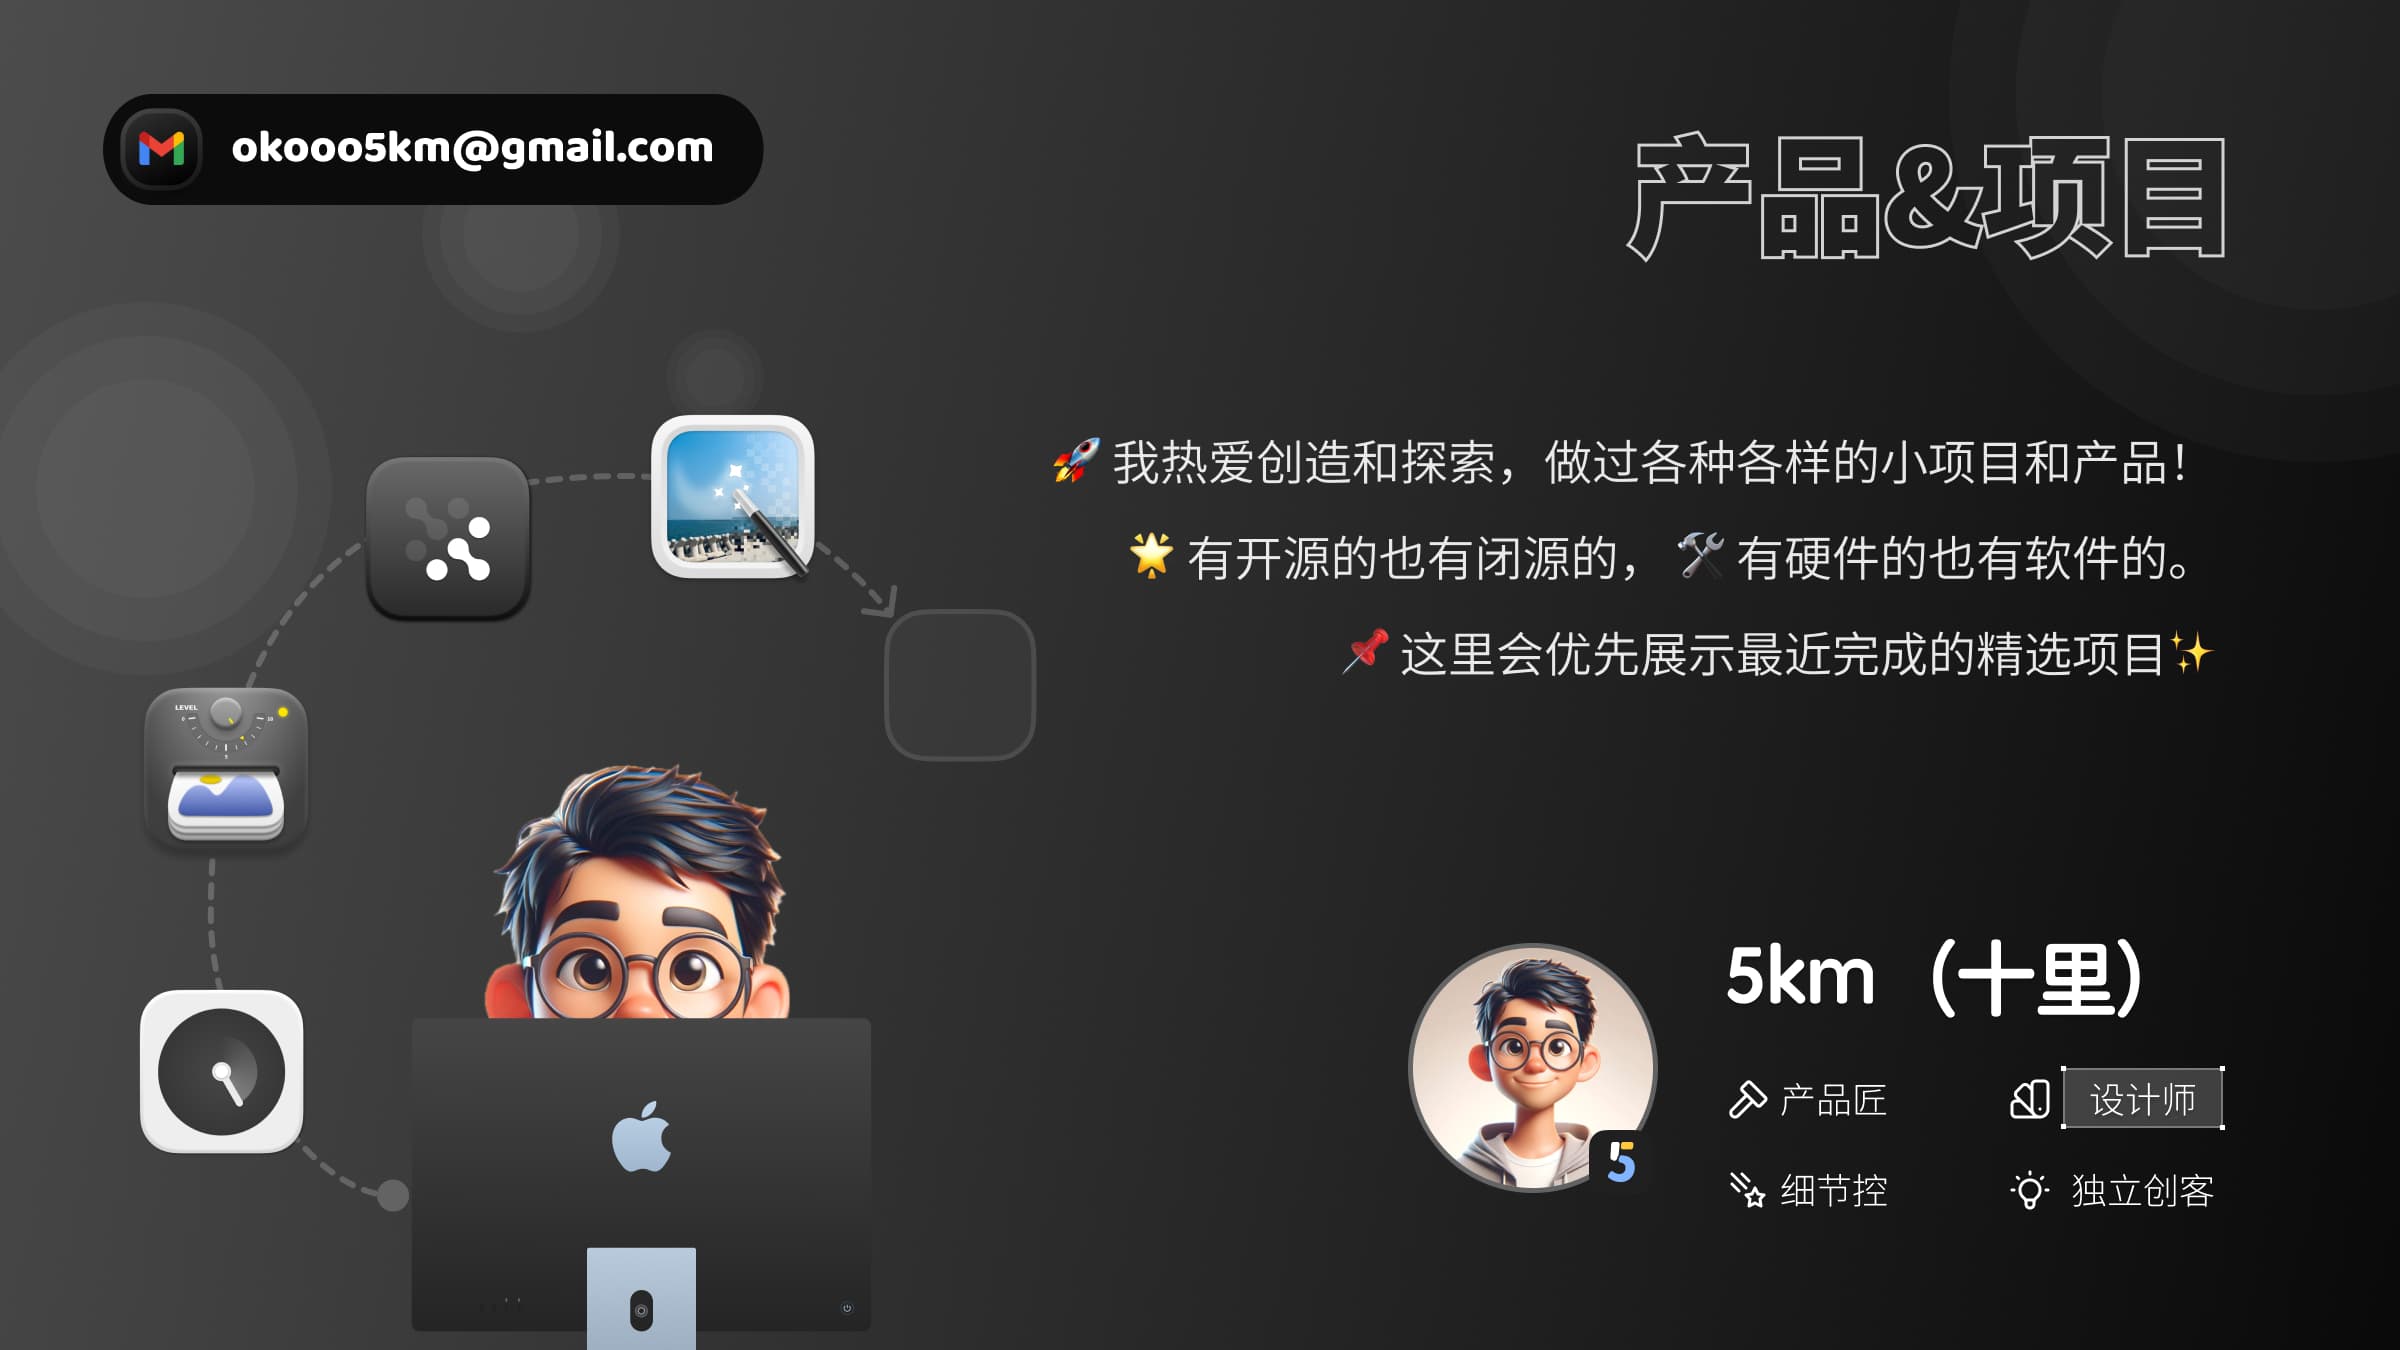 okooo5km@gmail.com
产品&项目
🚀 我热爱创造和探索，做过各种各样的小项目和产品！
🌟 有开源的也有闭源的， 🛠 有硬件的也有软件的。
📌 这里会优先展示最近完成的精选项目✨
LEVEL
0
10
5
5km （十里）
产品匠
设计师
5
细节控
独立创客